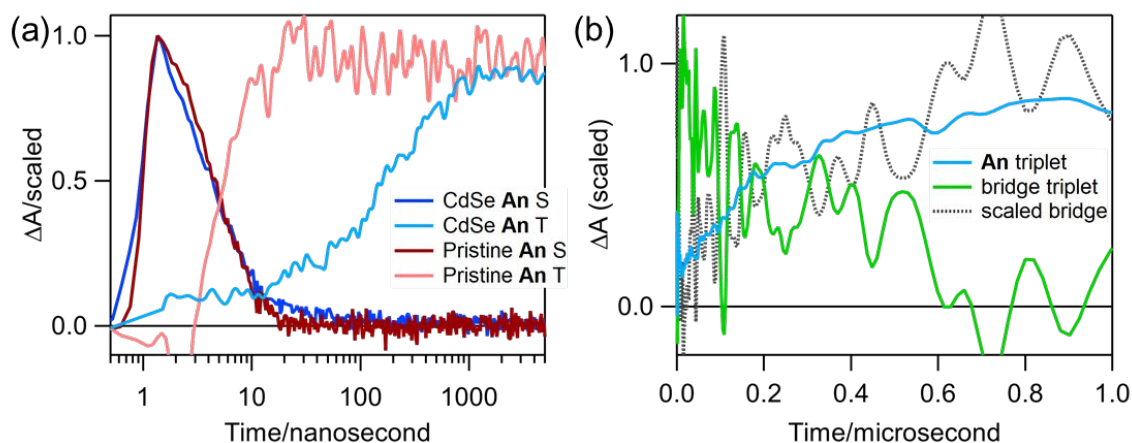 (a)
ΔA/scaled
1.0
0.5
0.0
CdSe An S
CdSe An T
Pristine An S
Pristine An T
1
10
100
1000
Time/nanosecond
(b)
ΔA (scaled)
1.0
0.0
An triplet
bridge triplet
scaled bridge
0.0
0.2
0.4
0.6
0.8
1.0
Time/microsecond